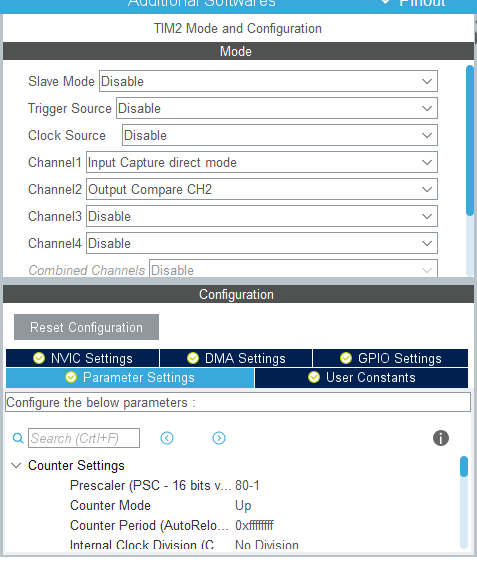 Additional Softwares Pinout
TIM2 Mode and Configuration
Mode
Slave Mode Disable
Trigger Source Disable
Clock Source Disable
Channel1 Input Capture direct mode
Channel2 Output Compare CH2
Channel3 Disable
Channel4 Disable
Combined Channels Disable
Configuration
Reset Configuration
NVIC Settings DMA Settings GPIO Settings
Parameter Settings User Constants
Configure the below parameters :
Search (Crtl+F)
Counter Settings
Prescaler (PSC - 16 bits v... 80-1
Counter Mode Up
Counter Period (AutoRelo... 0xffffffff
Internal Clock Division (C... No Division